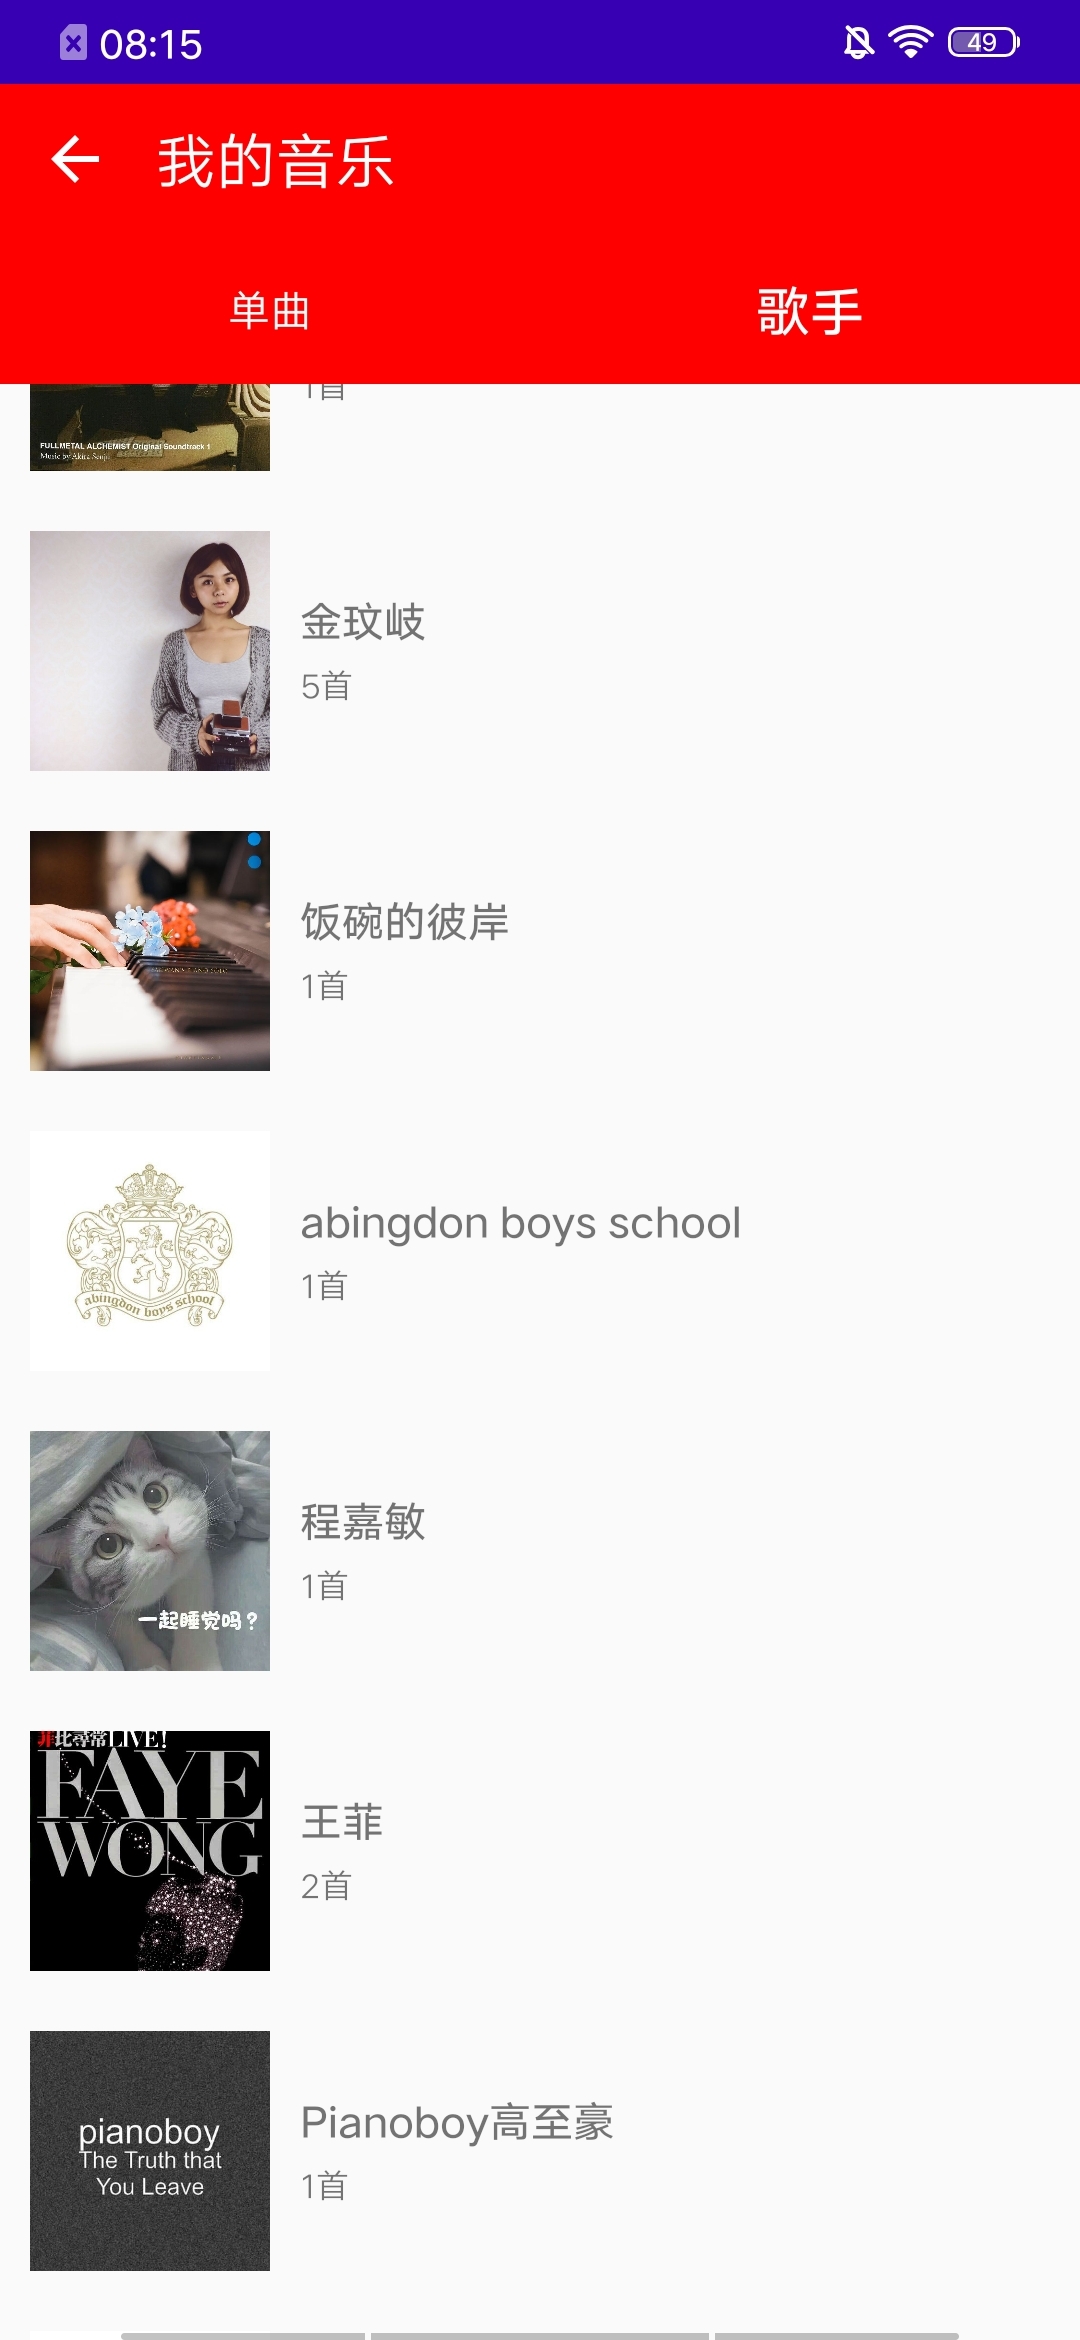 08:15
49
我的音乐
单曲
歌手
1首
FULLMETAL ALCHEMIST Original Soundtrack 1
Music by Akira Senju
金玟岐
5首
饭碗的彼岸
1首
abingdon boys school
abingdon boys school
1首
程嘉敏
1首
一起睡觉吗？
菲比尋常LIVE!
FAYE
WONG
王菲
2首
pianoboy
The Truth that
You Leave
Pianoboy高至豪
1首